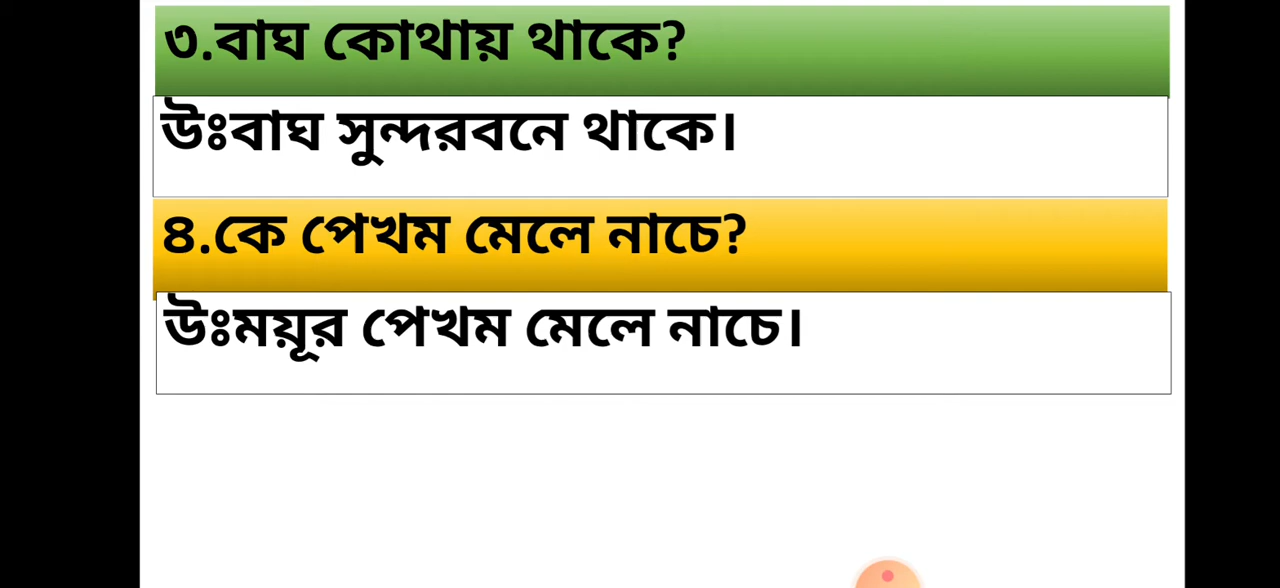 ৩.বাঘ কোথায় থাকে?
উঃবাঘ সুন্দরবনে থাকে।
৪.কে পেখম মেলে নাচে?
উঃময়ূর পেখম মেলে নাচে।